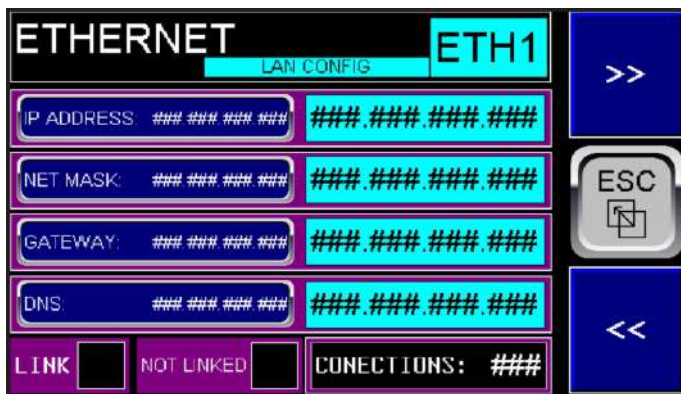 ETHERNET
LAN CONFIG
ETH1
>>
IP ADDRESS: ###.###.###.### ###.###.###.###
NET MASK: ###.###.###.### ###.###.###.###
ESC
GATEWAY: ###.###.###.### ###.###.###.###
DNS: ###.###.###.### ###.###.###.###
<<
LINK NOT LINKED CONECTIONS: ###